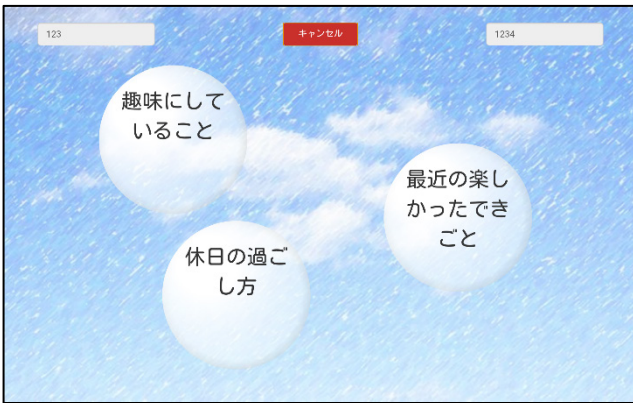 123
キャンセル
1234
趣味にして
いること
最近の楽し
かったでき
ごと
休日の過ご
し方